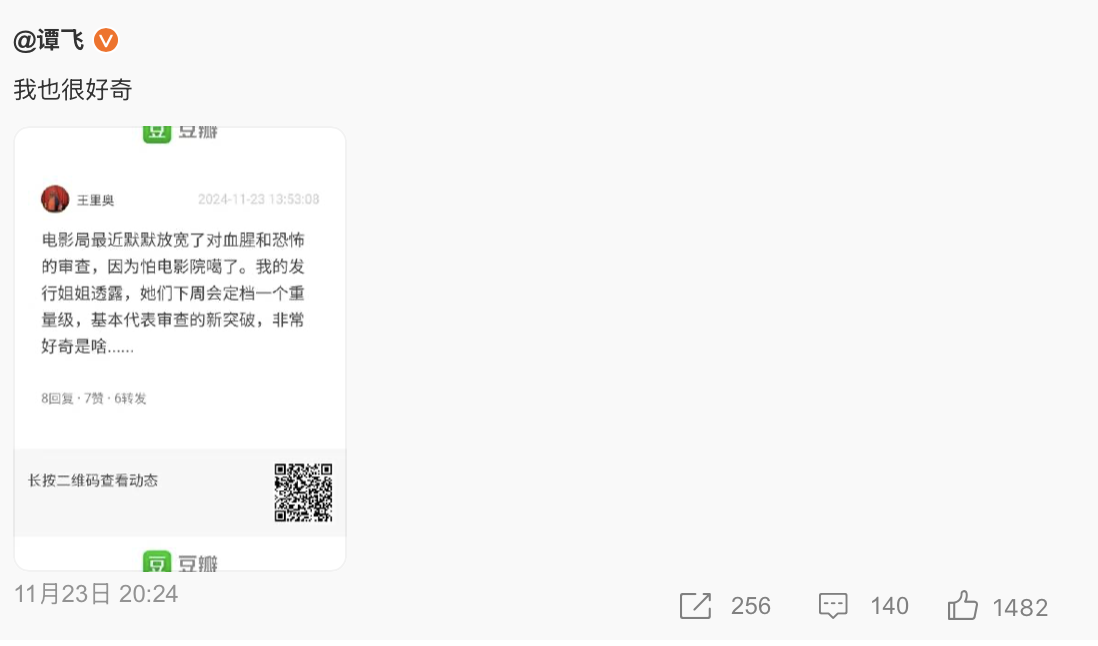 @谭飞
我也很好奇
豆瓣
王里奥 2024-11-23 13:53:08
电影局最近默默放宽了对血腥和恐怖
的审查，因为怕电影院噶了。我的发
行姐姐透露，她们下周会定档一个重
量级，基本代表审查的新突破，非常
好奇是啥......
8回复 · 7赞 · 6转发
长按二维码查看动态
豆瓣
11月23日 20:24
256 140 1482